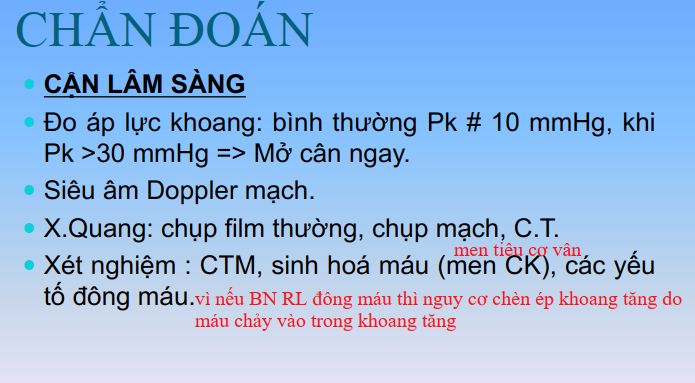 CHẨN ĐOÁN
CẬN LÂM SÀNG
Đo áp lực khoang: bình thường Pk # 10 mmHg, khi
Pk >30 mmHg => Mở cân ngay.
Siêu âm Doppler mạch.
X.Quang: chụp film thường, chụp mạch, C.T.
men tiêu cơ vân
Xét nghiệm : CTM, sinh hoá máu (men CK), các yếu
tố đông máu.vì nếu BN RL đông máu thì nguy cơ chèn ép khoang tăng do
máu chảy vào trong khoang tăng